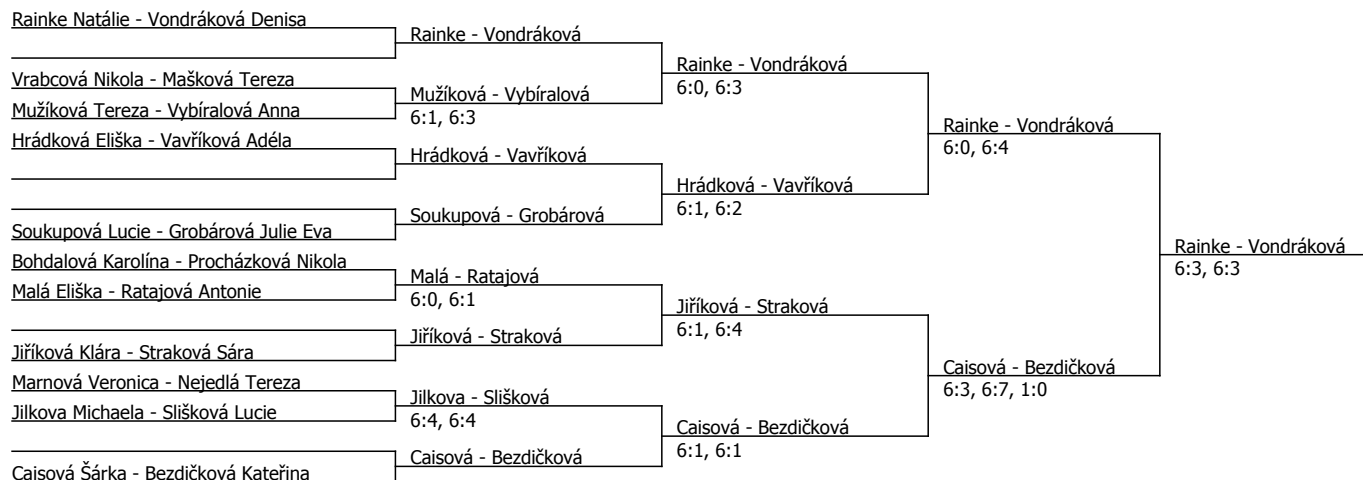 Rainke Natálie - Vondráková Denisa
Vrabcová Nikola - Mašková Tereza
Mužíková Tereza - Vybíralová Anna
Hrádková Eliška - Vavříková Adéla
Soukupová Lucie - Grobárová Julie Eva
Bohdalová Karolína - Procházková Nikola
Malá Eliška - Ratajová Antonie
Jiříková Klára - Straková Sára
Marnová Veronica - Nejedlá Tereza
Jilkova Michaela - Slišková Lucie
Caisová Šárka - Bezdičková Kateřina
Rainke - Vondráková
Mužíková - Vybíralová
6:1, 6:3
Hrádková - Vavříková
Soukupová - Grobárová
Malá - Ratajová
6:0, 6:1
Jiříková - Straková
Jilkova - Slišková
6:4, 6:4
Caisová - Bezdičková
Rainke - Vondráková
6:0, 6:3
Hrádková - Vavříková
6:1, 6:2
Jiříková - Straková
6:1, 6:4
Caisová - Bezdičková
6:1, 6:1
Rainke - Vondráková
6:0, 6:4
Caisová - Bezdičková
6:3, 6:7, 1:0
Rainke - Vondráková
6:3, 6:3